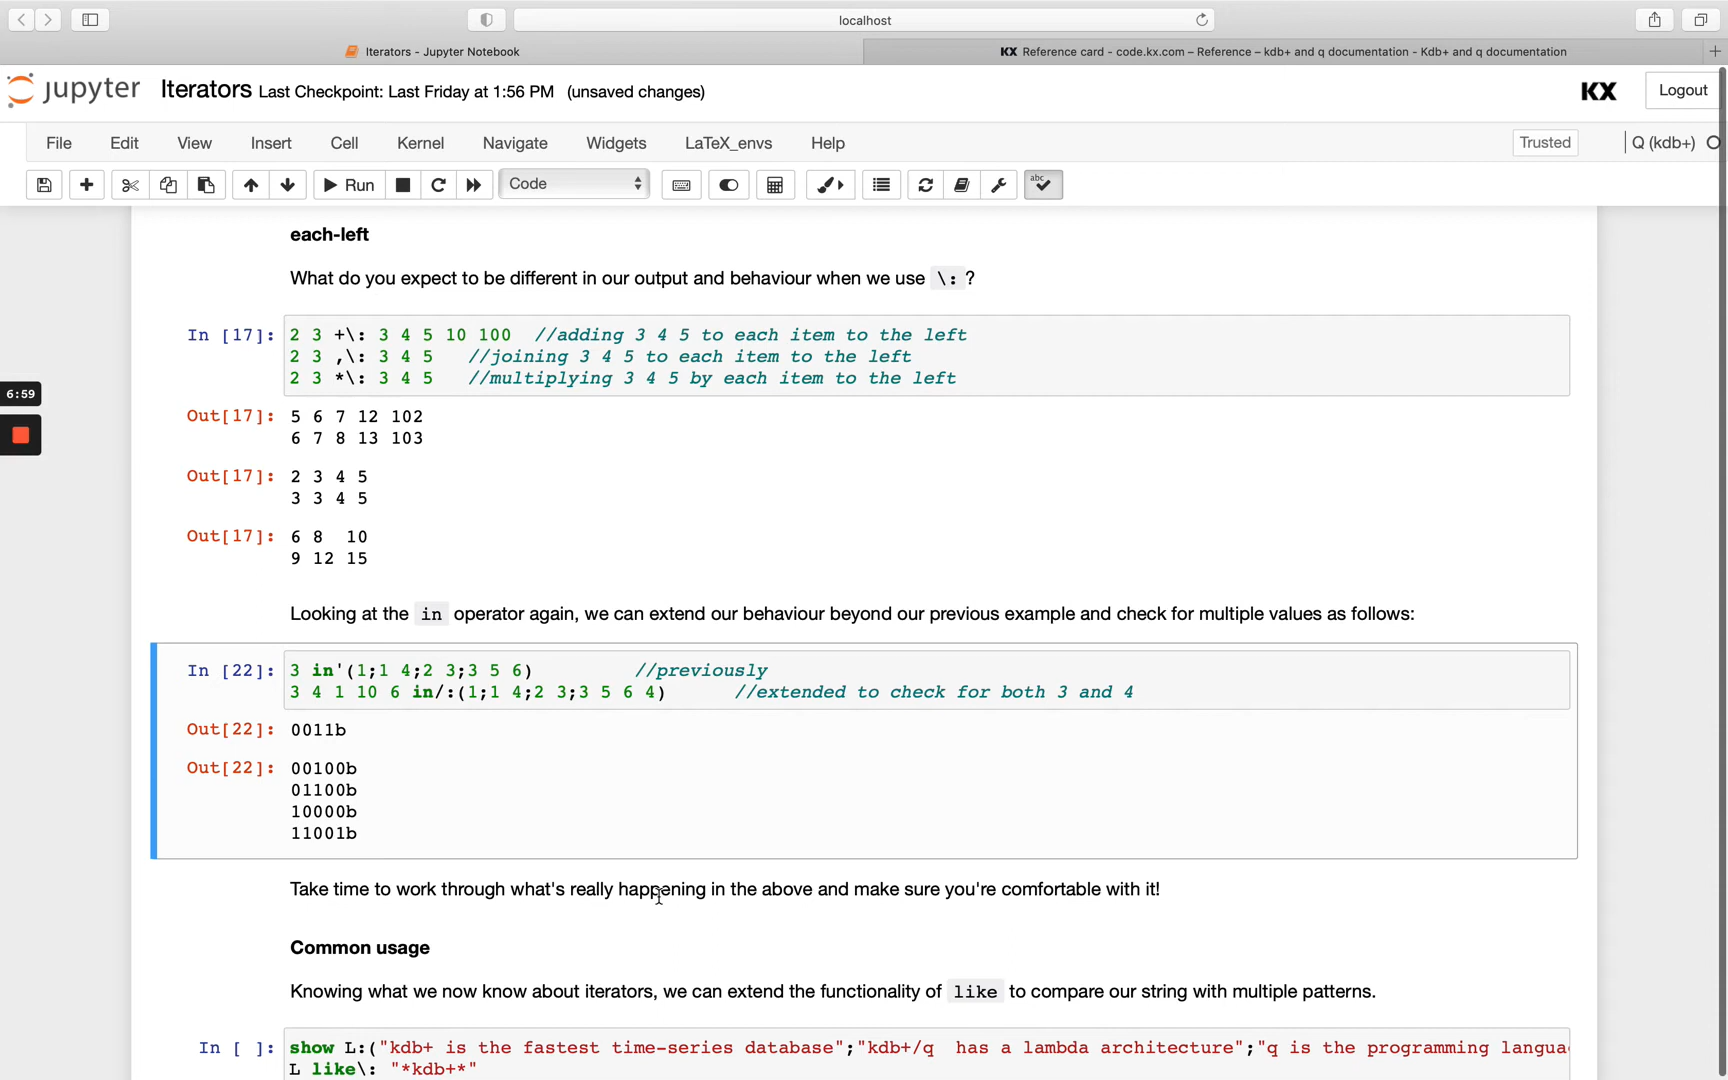 localhost
Iterators - Jupyter Notebook
KX Reference card - code.kx.com – Reference – kdb+ and q documentation - Kdb+ and q documentation
jupyter Iterators Last Checkpoint: Last Friday at 1:56 PM (unsaved changes)
KX
Logout
File Edit View Insert Cell Kernel Navigate Widgets LaTeX_envs Help
Trusted
Q (kdb+)
Run
Code
abc
each-left
What do you expect to be different in our output and behaviour when we use \: ?
In [17]: 2 3 +\: 3 4 5 10 100 //adding 3 4 5 to each item to the left
2 3 ,\: 3 4 5 //joining 3 4 5 to each item to the left
2 3 *\: 3 4 5 //multiplying 3 4 5 by each item to the left
6:59
Out[17]: 5 6 7 12 102
6 7 8 13 103
Out[17]: 2 3 4 5
3 3 4 5
Out[17]: 6 8 10
9 12 15
Looking at the in operator again, we can extend our behaviour beyond our previous example and check for multiple values as follows:
In [22]: 3 in'(1;1 4;2 3;3 5 6) //previously
3 4 1 10 6 in/:(1;1 4;2 3;3 5 6 4) //extended to check for both 3 and 4
Out[22]: 0011b
Out[22]: 00100b
01100b
10000b
11001b
Take time to work through what's really happening in the above and make sure you're comfortable with it!
Common usage
Knowing what we now know about iterators, we can extend the functionality of like to compare our string with multiple patterns.
In [ ]: show L:("kdb+ is the fastest time-series database";"kdb+/q has a lambda architecture";"q is the programming langua
L like\: "*kdb+*"